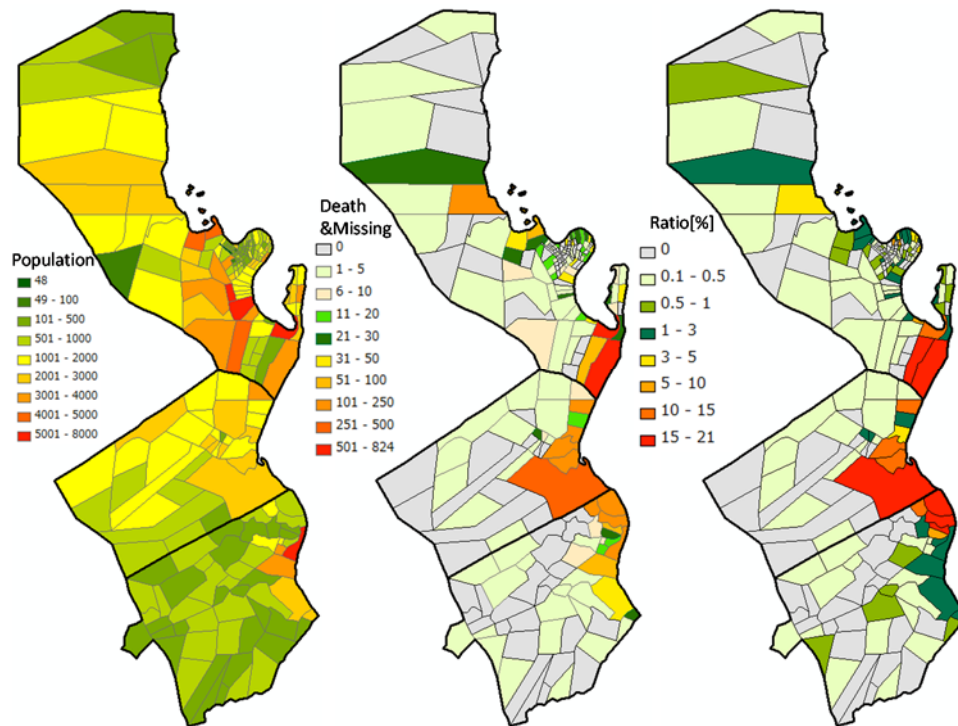 Population
48
49 - 100
101 - 500
501 - 1000
1001 - 2000
2001 - 3000
3001 - 4000
4001 - 5000
5001 - 8000
Death
&Missing
0
1 - 5
6 - 10
11 - 20
21 - 30
31 - 50
51 - 100
101 - 250
251 - 500
501 - 824
Ratio[%]
0
0.1 - 0.5
0.5 - 1
1 - 3
3 - 5
5 - 10
10 - 15
15 - 21